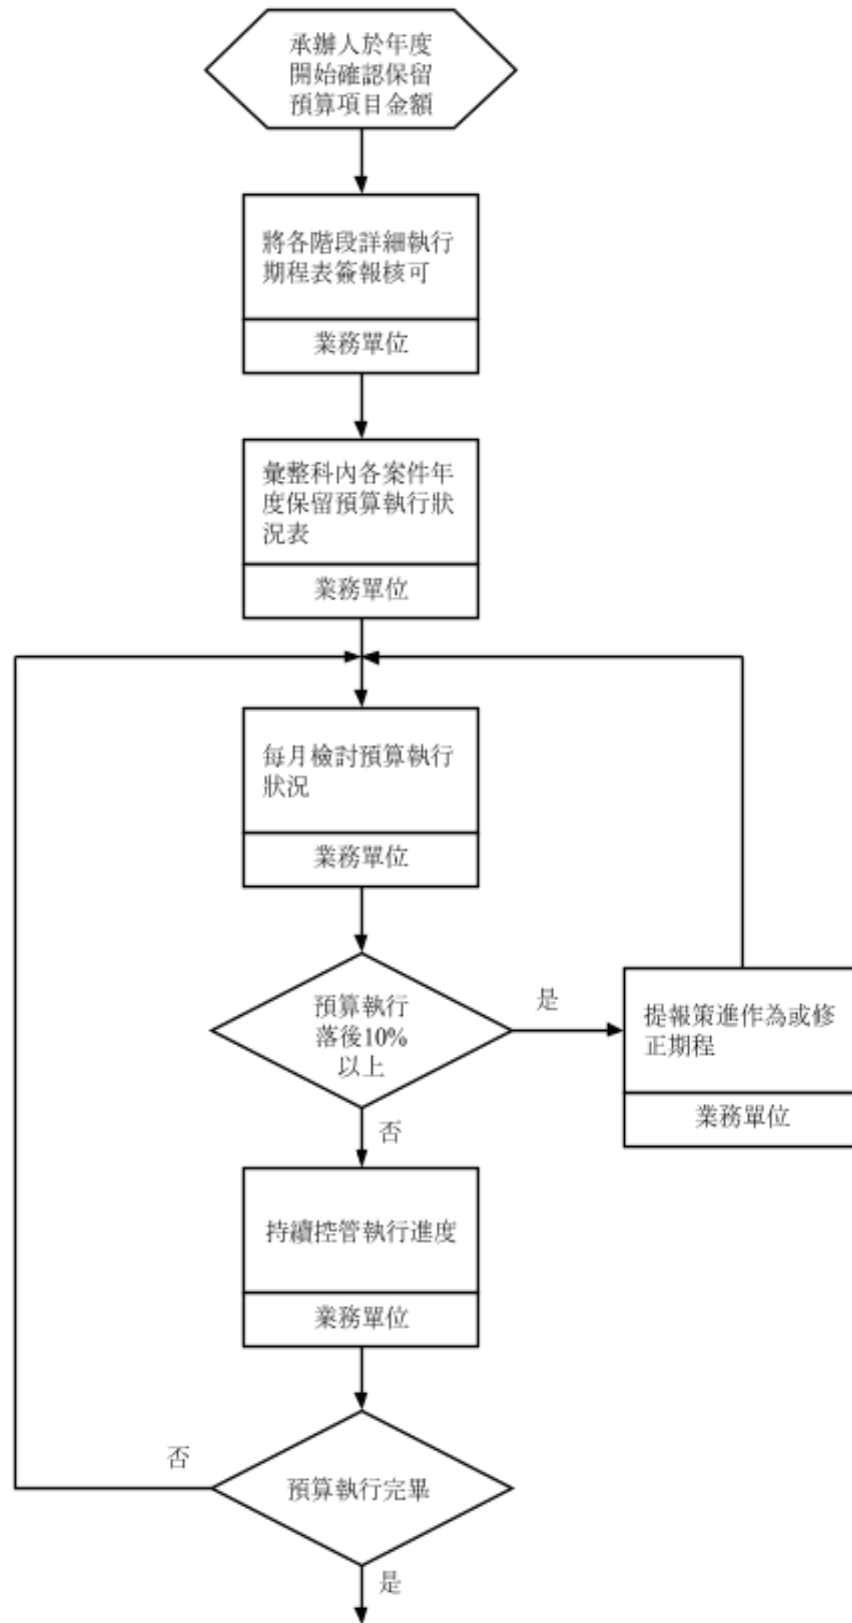 承辦人於年度
開始確認保留
預算項目金額
將各階段詳細執行
期程表簽報核可
業務單位
彙整科內各案件年
度保留預算執行狀
況表
業務單位
每月檢討預算執行
狀況
業務單位
預算執行
落後10%
以上
是
提報策進作為或修
正期程
業務單位
否
持續控管執行進度
業務單位
否
預算執行完畢
是